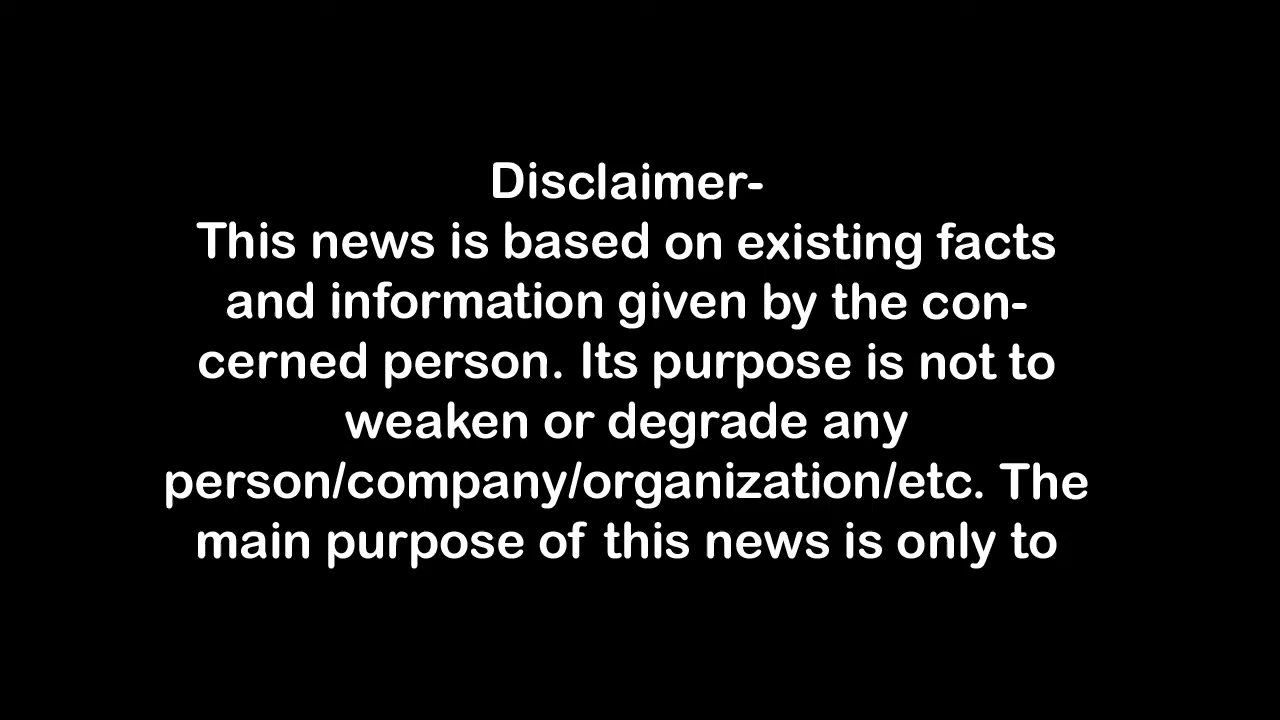 Disclaimer-
This news is based on existing facts
and information given by the con-
cerned person. Its purpose is not to
weaken or degrade any
person/company/organization/etc. The
main purpose of this news is only to